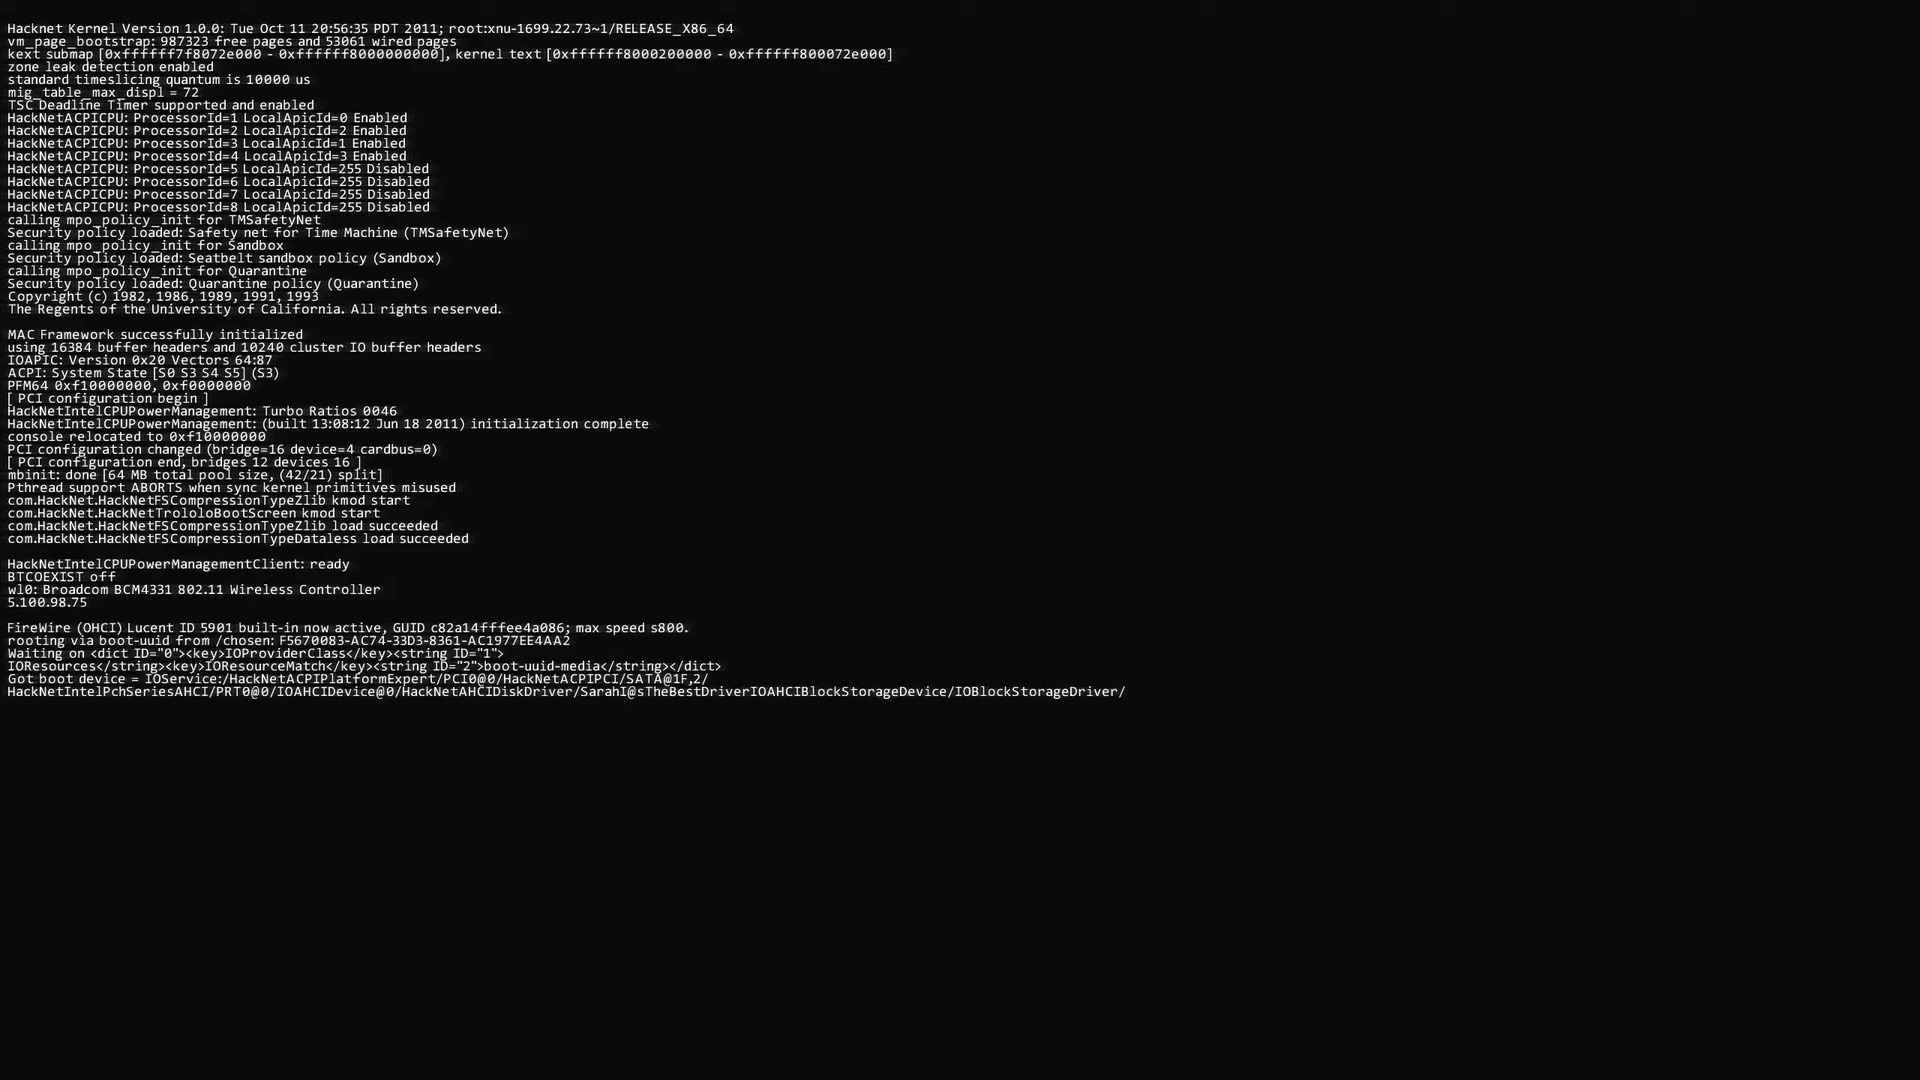 Hacknet Kernel Version 1.0.0: Tue Oct 11 20:56:35 PDT 2011; root:xnu-1699.22.73~1/RELEASE_X86_64
vm_page_bootstrap: 987323 free pages and 53061 wired pages
kext submap [0xffffff7f8072e000 - 0xffffff8000000000], kernel text [0xffffff8000200000 - 0xffffff800072e000]
zone leak detection enabled
standard timeslicing quantum is 10000 us
mig_table_max_displ = 72
TSC Deadline Timer supported and enabled
HackNetACPICPU: ProcessorId=1 LocalApicId=0 Enabled
HackNetACPICPU: ProcessorId=2 LocalApicId=2 Enabled
HackNetACPICPU: ProcessorId=3 LocalApicId=1 Enabled
HackNetACPICPU: ProcessorId=4 LocalApicId=3 Enabled
HackNetACPICPU: ProcessorId=5 LocalApicId=255 Disabled
HackNetACPICPU: ProcessorId=6 LocalApicId=255 Disabled
HackNetACPICPU: ProcessorId=7 LocalApicId=255 Disabled
HackNetACPICPU: ProcessorId=8 LocalApicId=255 Disabled
calling mpo_policy_init for TMSafetyNet
Security policy loaded: Safety net for Time Machine (TMSafetyNet)
calling mpo_policy_init for Sandbox
Security policy loaded: Seatbelt sandbox policy (Sandbox)
calling mpo_policy_init for Quarantine
Security policy loaded: Quarantine policy (Quarantine)
Copyright (c) 1982, 1986, 1989, 1991, 1993
The Regents of the University of California. All rights reserved.
MAC Framework successfully initialized
using 16384 buffer headers and 10240 cluster IO buffer headers
IOAPIC: Version 0x20 Vectors 64:87
ACPI: System State [S0 S3 S4 S5] (S3)
PFM64 0xf10000000, 0xf0000000
[ PCI configuration begin ]
HackNetIntelCPUPowerManagement: Turbo Ratios 0046
HackNetIntelCPUPowerManagement: (built 13:08:12 Jun 18 2011) initialization complete
console relocated to 0xf10000000
PCI configuration changed (bridge=16 device=4 cardbus=0)
[ PCI configuration end, bridges 12 devices 16 ]
mbinit: done [64 MB total pool size, (42/21) split]
Pthread support ABORTS when sync kernel primitives misused
com.HackNet.HackNetFSCompressionTypeZlib kmod start
com.HackNet.HackNetTrololoBootScreen kmod start
com.HackNet.HackNetFSCompressionTypeZlib load succeeded
com.HackNet.HackNetFSCompressionTypeDataless load succeeded
HackNetIntelCPUPowerManagementClient: ready
BTCOEXIST off
wl0: Broadcom BCM4331 802.11 Wireless Controller
5.100.98.75
FireWire (OHCI) Lucent ID 5901 built-in now active, GUID c82a14fffee4a086; max speed s800.
rooting via boot-uuid from /chosen: F5670083-AC74-33D3-8361-AC1977EE4AA2
Waiting on <dict ID="0"><key>IOProviderClass</key><string ID="1">
IOResources</string><key>IOResourceMatch</key><string ID="2">boot-uuid-media</string></dict>
Got boot device = IOService:/HackNetACPIPlatformExpert/PCI0@0/HackNetACPIPCI/SATA@1F,2/
HackNetIntelPchSeriesAHCI/PRT0@0/IOAHCIDevice@0/HackNetAHCIDiskDriver/SarahI@sTheBestDriverIOAHCIBlockStorageDevice/IOBlockStorageDriver/